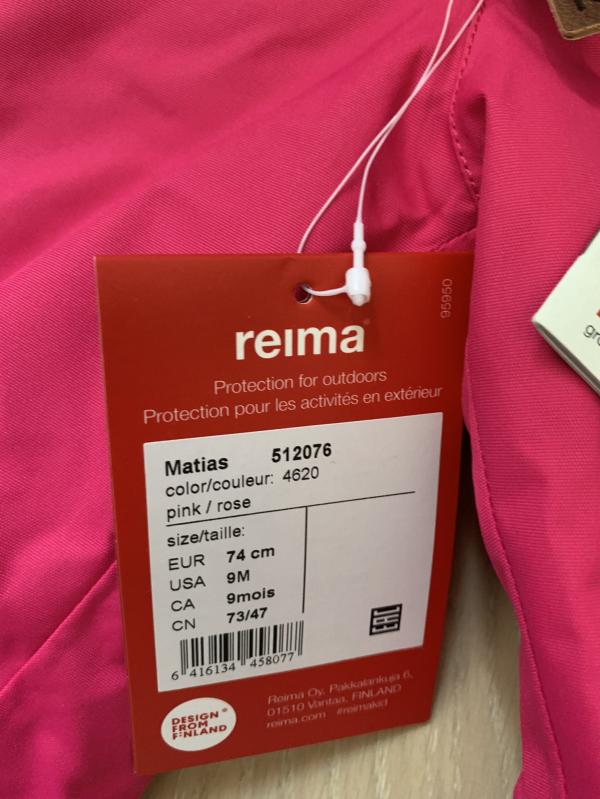 95950
reima
Protection for outdoors
Protection pour les activités en extérieur
Matias 512076
color/couleur: 4620
pink / rose
size/taille:
EUR 74 cm
USA 9M
CA 9mois
CN 73/47
EAC
6 416134 458077
DESIGN
FROM
FINLAND
Reima Oy, Pakkalankuja 6,
01510 Vantaa, FINLAND
reima.com #reimakid